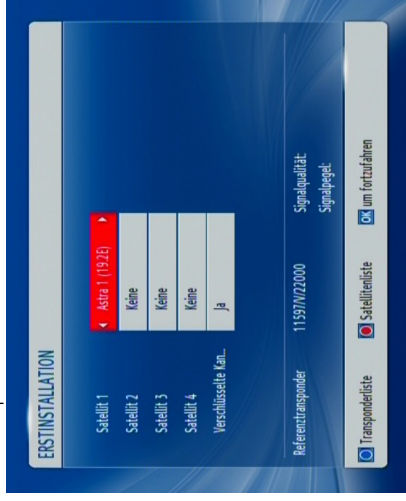 ERSTINSTALLATION
Satellit 1 Astra 1 (19.2E)
Satellit 2 Keine
Satellit 3 Keine
Satellit 4 Keine
Verschlüsselte Kan... Ja
Referenztransponder 11597/V/22000 Signalqualität:
Signalpegel:
Transponderliste Satellitenliste OK um fortzufahren